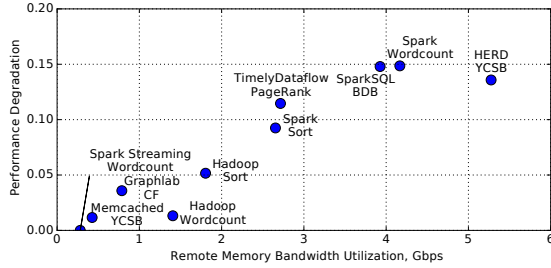 0.20
0.15
0.10
0.05
0.00
Performance Degradation
Spark
Wordcount
HERD
YCSB
SparkSQL
BDB
TimelyDataflow
PageRank
Spark
Sort
Spark Streaming
Wordcount
Hadoop
Sort
Graphlab
CF
Memcached
YCSB
Hadoop
Wordcount
0 1 2 3 4 5 6
Remote Memory Bandwidth Utilization, Gbps